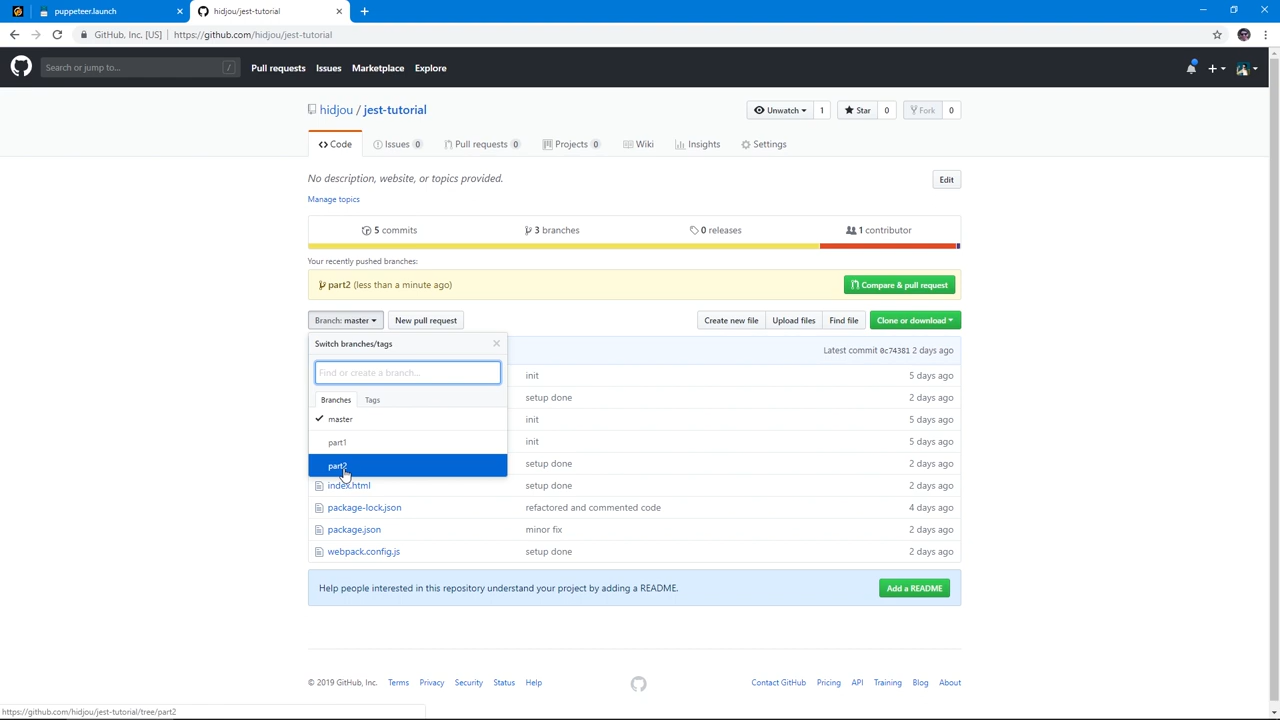 puppeteer.launch
hidjou/jest-tutorial
GitHub, Inc. [US] | https://github.com/hidjou/jest-tutorial
Search or jump to... /
Pull requests Issues Marketplace Explore
hidjou / jest-tutorial
Unwatch 1 Star 0 Fork 0
Code Issues 0 Pull requests 0 Projects 0 Wiki Insights Settings
No description, website, or topics provided. Edit
Manage topics
5 commits 3 branches 0 releases 1 contributor
Your recently pushed branches:
part2 (less than a minute ago) Compare & pull request
Branch: master New pull request Create new file Upload files Find file Clone or download
Switch branches/tags
Latest commit 0c74381 2 days ago
Find or create a branch...
init 5 days ago
Branches Tags
setup done 2 days ago
master
init 5 days ago
part1
init 5 days ago
part2
setup done 2 days ago
index.html setup done 2 days ago
package-lock.json refactored and commented code 4 days ago
package.json minor fix 2 days ago
webpack.config.js setup done 2 days ago
Help people interested in this repository understand your project by adding a README. Add a README
© 2019 GitHub, Inc. Terms Privacy Security Status Help Contact GitHub Pricing API Training Blog About
https://github.com/hidjou/jest-tutorial/tree/part2